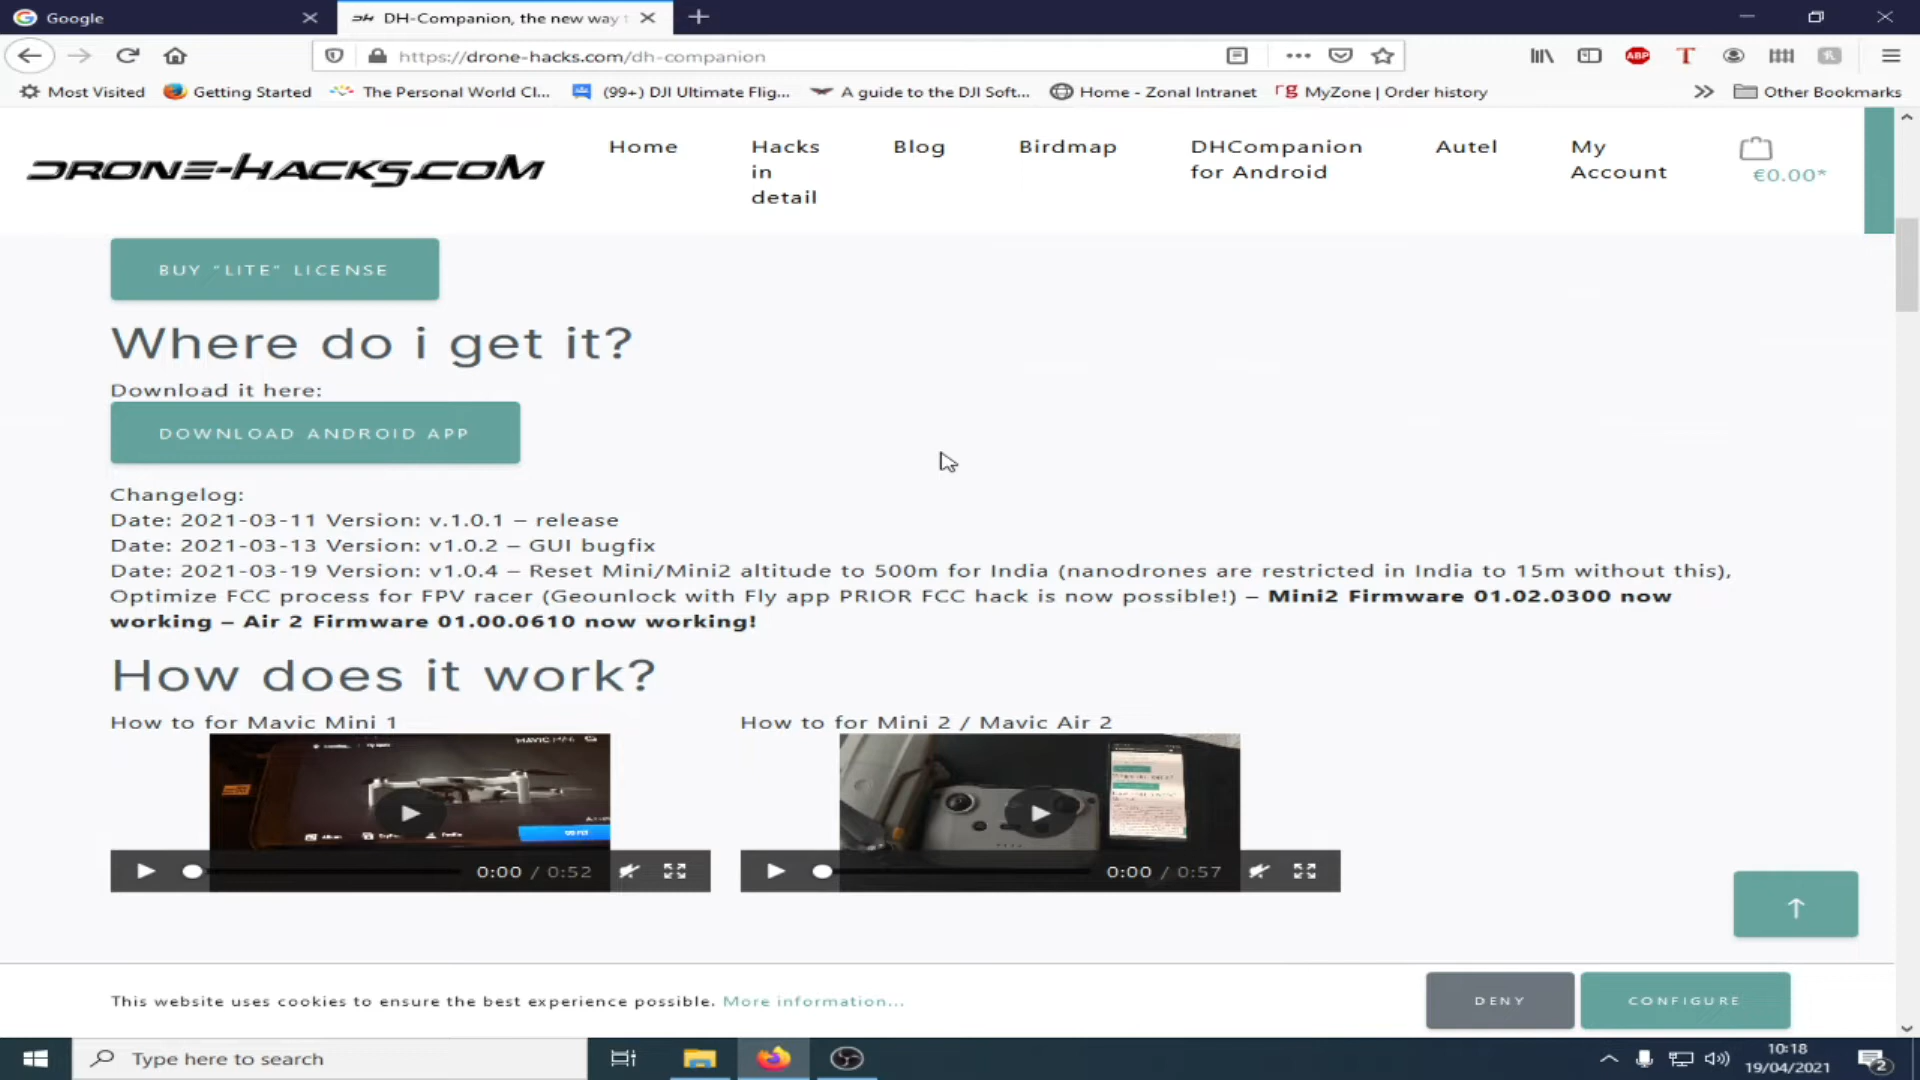 Google
DH-Companion, the new way t
https://drone-hacks.com/dh-companion
ABP
Most Visited
Getting Started
The Personal World Cl...
(99+) DJI Ultimate Flig...
A guide to the DJI Soft...
Home - Zonal Intranet
MyZone | Order history
Other Bookmarks
DRONE-HACKS.COM
Home
Hacks
in
detail
Blog
Birdmap
DHCompanion
for Android
Autel
My
Account
€0.00*
BUY “LITE” LICENSE
Where do i get it?
Download it here:
DOWNLOAD ANDROID APP
Changelog:
Date: 2021-03-11 Version: v.1.0.1 – release
Date: 2021-03-13 Version: v1.0.2 – GUI bugfix
Date: 2021-03-19 Version: v1.0.4 – Reset Mini/Mini2 altitude to 500m for India (nanodrones are restricted in India to 15m without this),
Optimize FCC process for FPV racer (Geounlock with Fly app PRIOR FCC hack is now possible!) – Mini2 Firmware 01.02.0300 now
working – Air 2 Firmware 01.00.0610 now working!
How does it work?
How to for Mavic Mini 1
How to for Mini 2 / Mavic Air 2
MAVIC MINI
0:00 / 0:52
0:00 / 0:57
This website uses cookies to ensure the best experience possible. More information...
DENY
CONFIGURE
Type here to search
10:18
19/04/2021
2